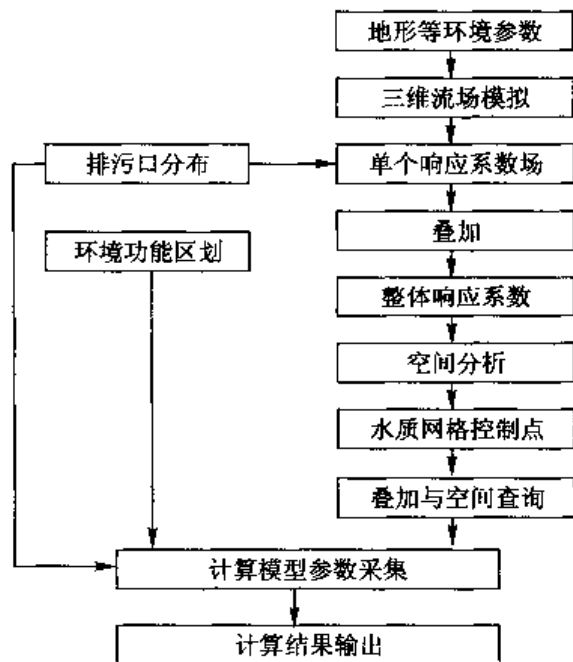 地形等环境参数
三维流场模拟
排污口分布
单个响应系数场
叠加
环境功能区划
整体响应系数
空间分析
水质网格控制点
叠加与空间查询
计算模型参数采集
计算结果输出